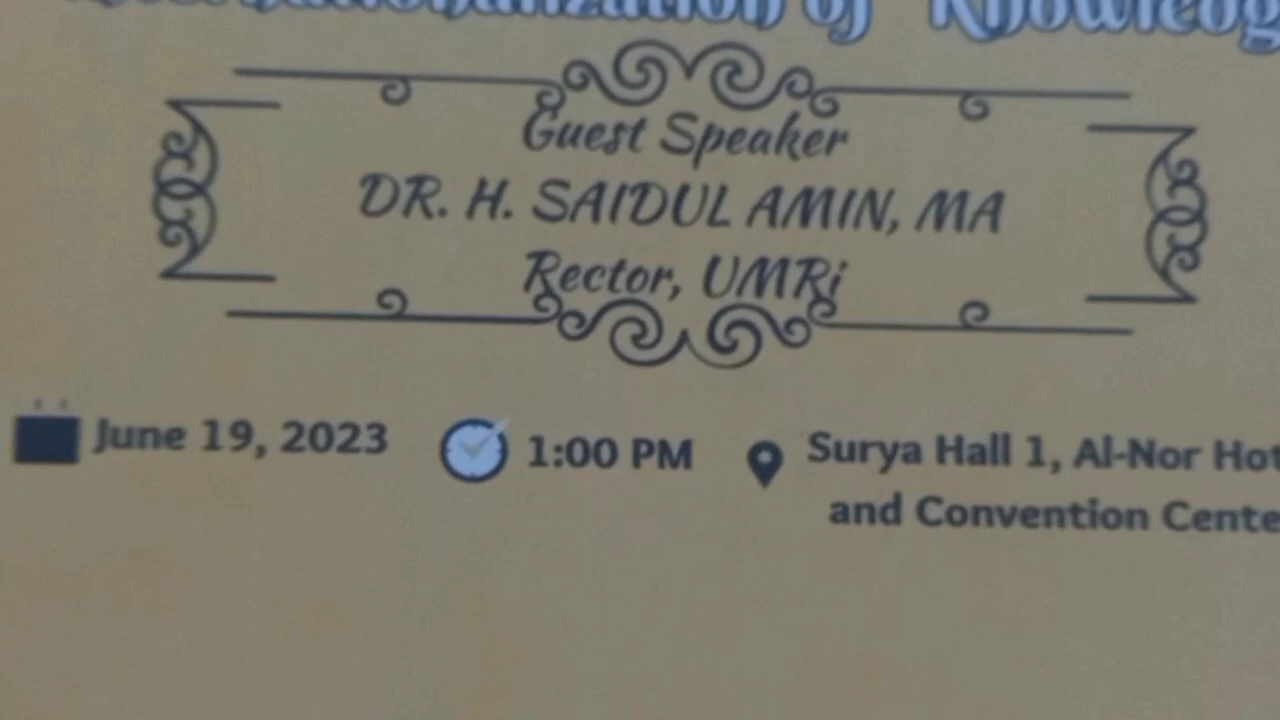 of
Guest Speaker
DR. H. SAIDUL AMIN, MA
Rector, UMRi
June 19, 2023
1:00 PM
Surya Hall 1, Al-Nor
and Convention